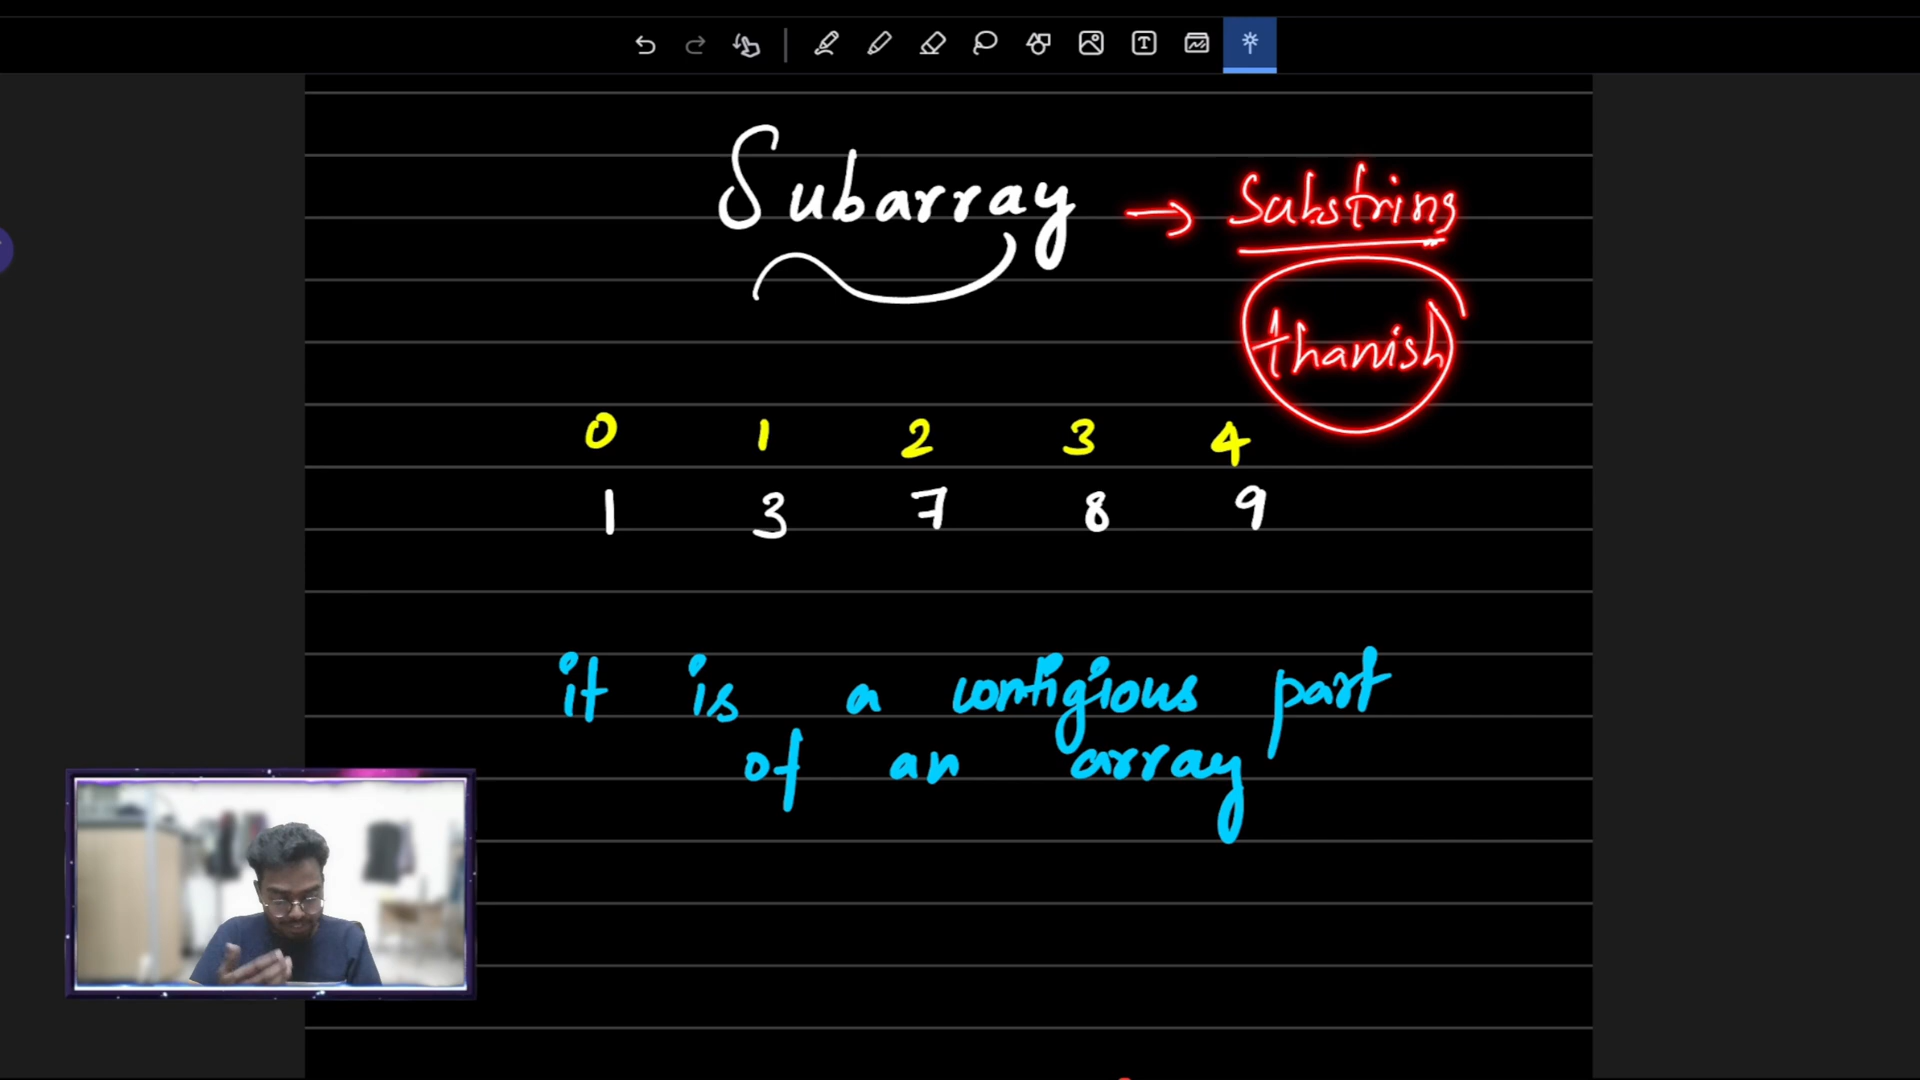 Subarray → Substring
thanish
0 1 2 3 4
1 3 7 8 9
it is a contigious part
of an array